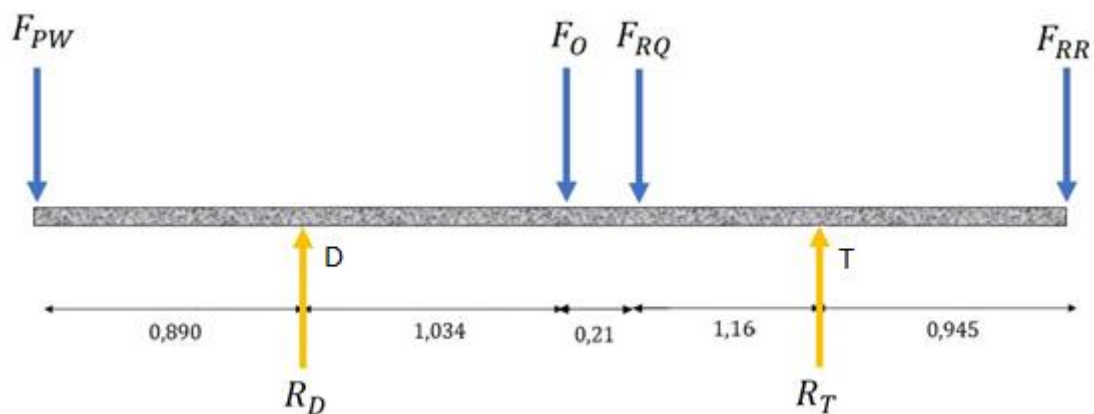 F_PW
F_O
F_RQ
F_RR
D
T
0,890
1,034
0,21
1,16
0,945
R_D
R_T